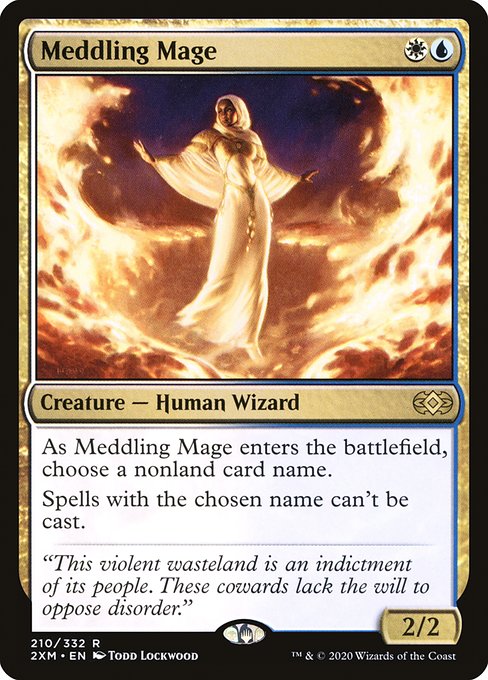 Meddling Mage
Creature — Human Wizard
As Meddling Mage enters the battlefield,
choose a nonland card name.
Spells with the chosen name can’t be
cast.
“This violent wasteland is an indictment
of its people. These cowards lack the will to
oppose disorder.”
2/2
210/332 R
2XM • EN Todd Lockwood
™ & © 2020 Wizards of the Coast